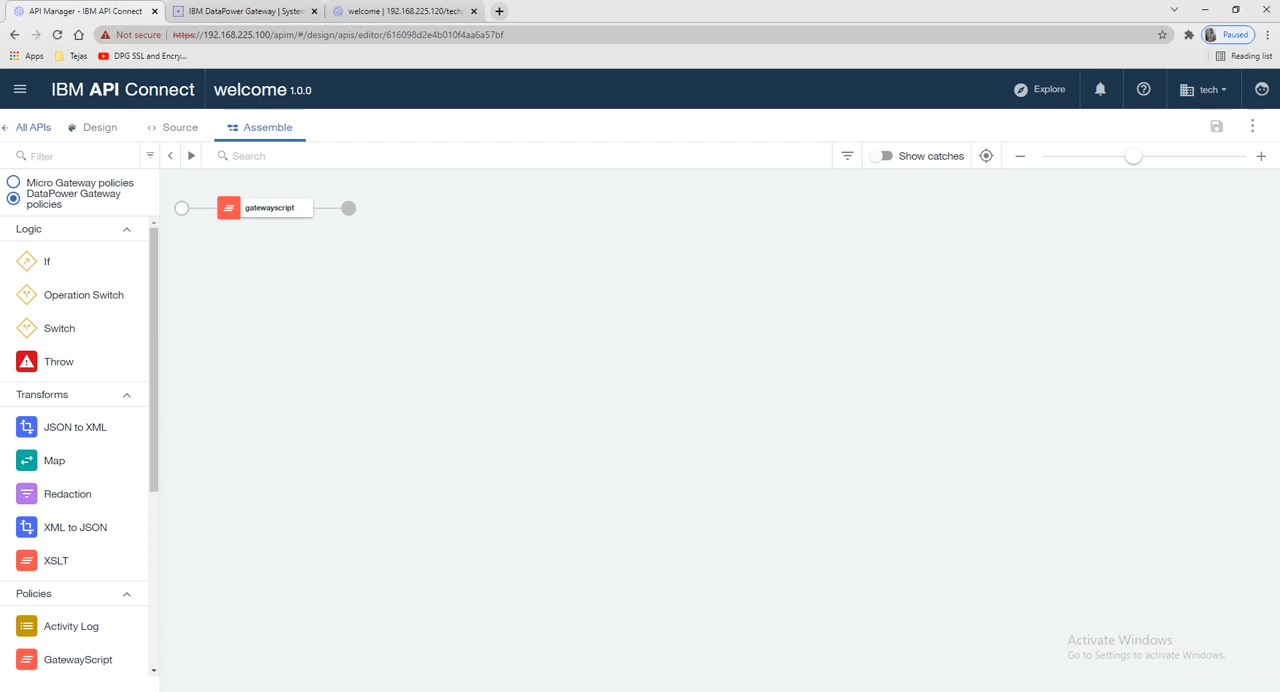 API Manager - IBM API Connect
IBM DataPower Gateway | System
welcome | 192.168.225.120/tech
Not secure
https://192.168.225.100/apim/#/design/apis/editor/616098d2e4b010f4aa6a57bf
Paused
Apps
Tejas
DPG SSL and Encry...
Reading list
IBM API Connect
welcome 1.0.0
Explore
tech
All APIs
Design
Source
Assemble
Filter
Search
Show catches
Micro Gateway policies
DataPower Gateway
policies
gatewayscript
Logic
If
Operation Switch
Switch
Throw
Transforms
JSON to XML
Map
Redaction
XML to JSON
XSLT
Policies
Activity Log
GatewayScript
Activate Windows
Go to Settings to activate Windows.